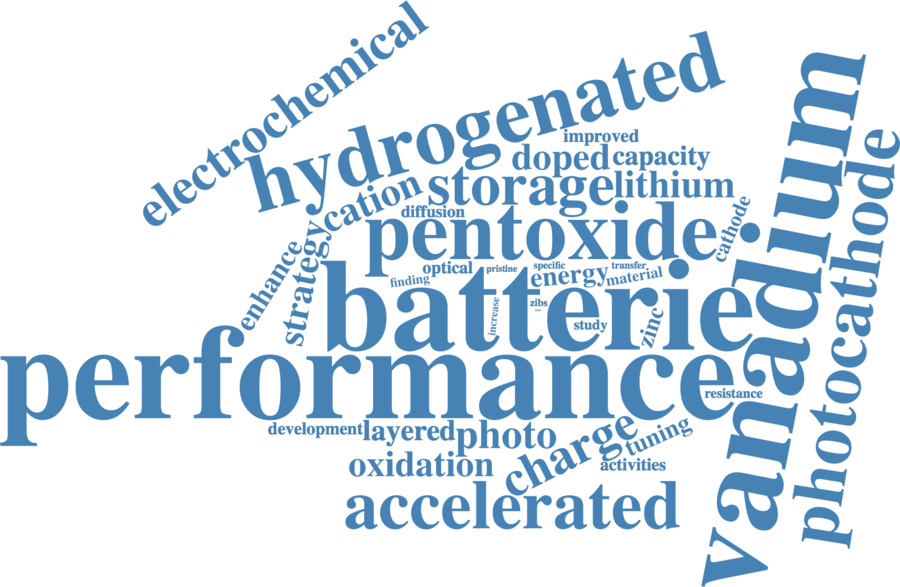 electrochemical
hydrogenated
improved
doped
capacity
storage
lithium
cation
diffusion
pentoxide
cathode
vanadium
photocathode
enhance
strategy
optical
pristine
specific
transfer
finding
energy
material
batterie
increase
zibs
study
zinc
performance
resistance
development
layered
photo
charge
tuning
oxidation
activities
accelerated